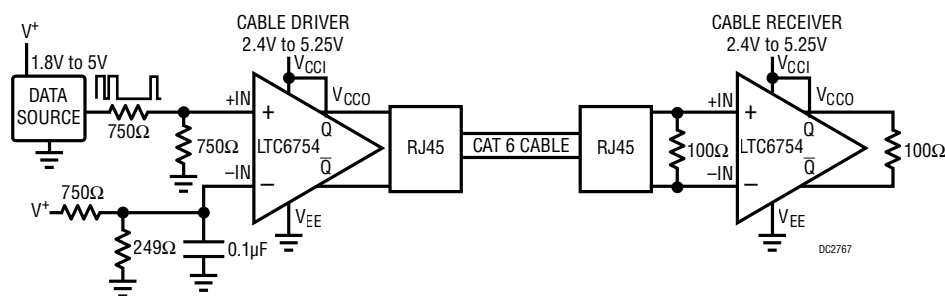 V+
1.8V to 5V
DATA
SOURCE
750Ω
750Ω
V+
750Ω
249Ω
0.1µF
CABLE DRIVER
2.4V to 5.25V
VCCI
VCCO
+IN
+
LTC6754
Q
Q̅
−IN
−
VEE
RJ45
CAT 6 CABLE
RJ45
100Ω
CABLE RECEIVER
2.4V to 5.25V
VCCI
VCCO
+IN
+
LTC6754
Q
Q̅
−IN
−
VEE
100Ω
DC2767